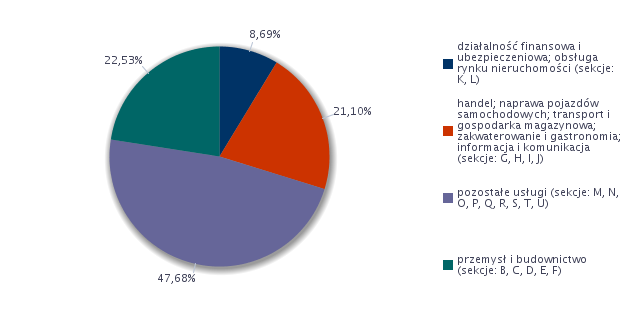 8,69%
22,53%
21,10%
47,68%
działalność finansowa i
ubezpieczeniowa; obsługa
rynku nieruchomości (sekcje:
K, L)
handel; naprawa pojazdów
samochodowych; transport i
gospodarka magazynowa;
zakwaterowanie i gastronomia;
informacja i komunikacja
(sekcje: G, H, I, J)
pozostałe usługi (sekcje: M, N,
O, P, Q, R, S, T, U)
przemysł i budownictwo
(sekcje: B, C, D, E, F)